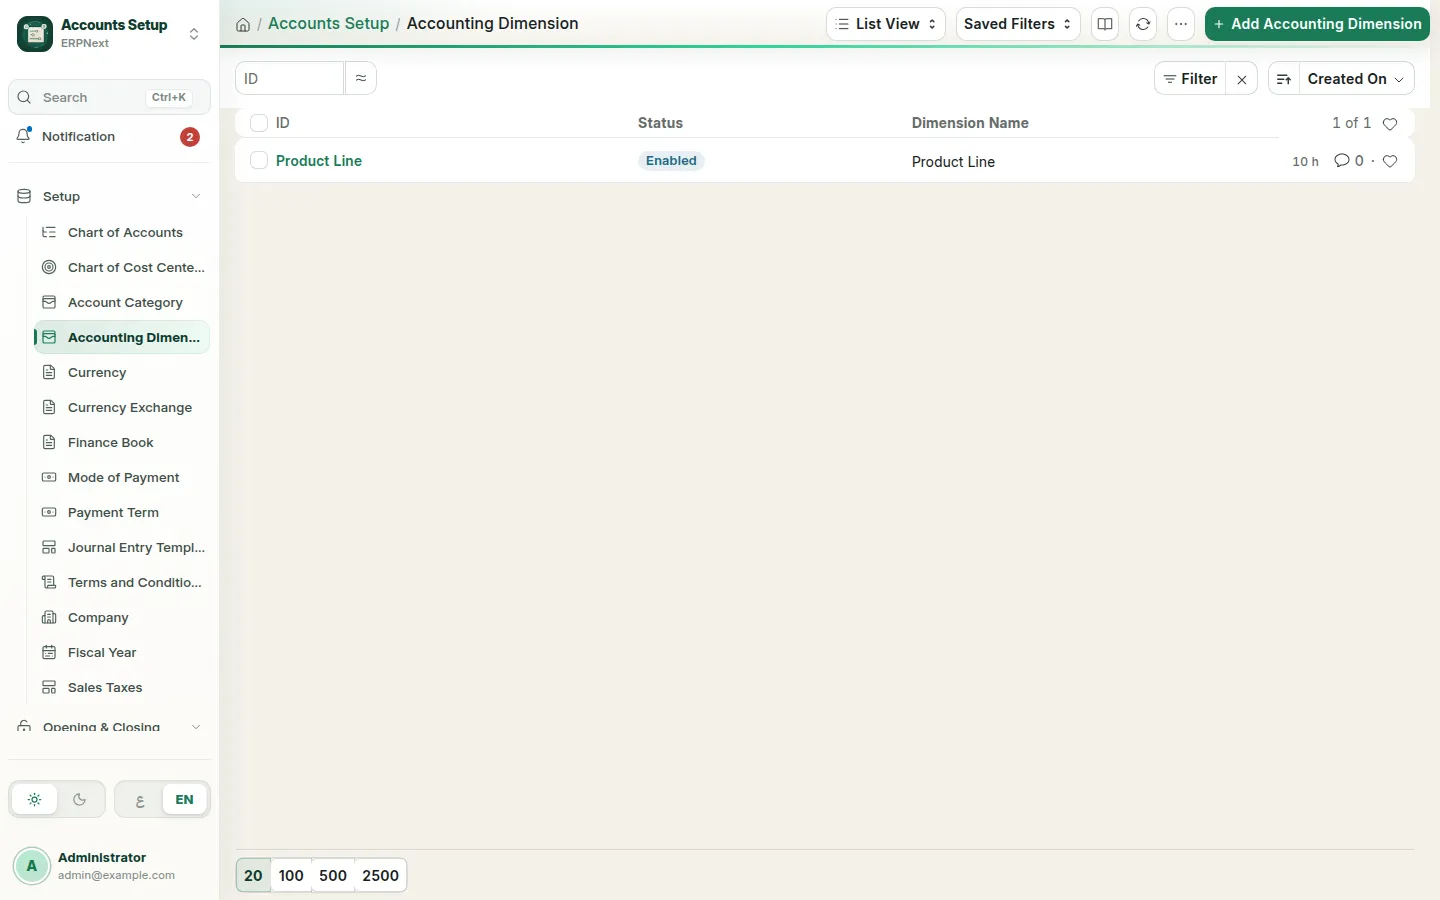 Accounts Setup
ERPNext
Search Ctrl+K
Notification 2
Setup
Chart of Accounts
Chart of Cost Cente...
Account Category
Accounting Dimen...
Currency
Currency Exchange
Finance Book
Mode of Payment
Payment Term
Journal Entry Templ...
Terms and Conditio...
Company
Fiscal Year
Sales Taxes
Opening & Closing
ع EN
A Administrator
admin@example.com
/ Accounts Setup / Accounting Dimension
List View Saved Filters + Add Accounting Dimension
ID ≈ Filter Created On
ID Status Dimension Name 1 of 1
Product Line Enabled Product Line 10 h 0 ·
20 100 500 2500